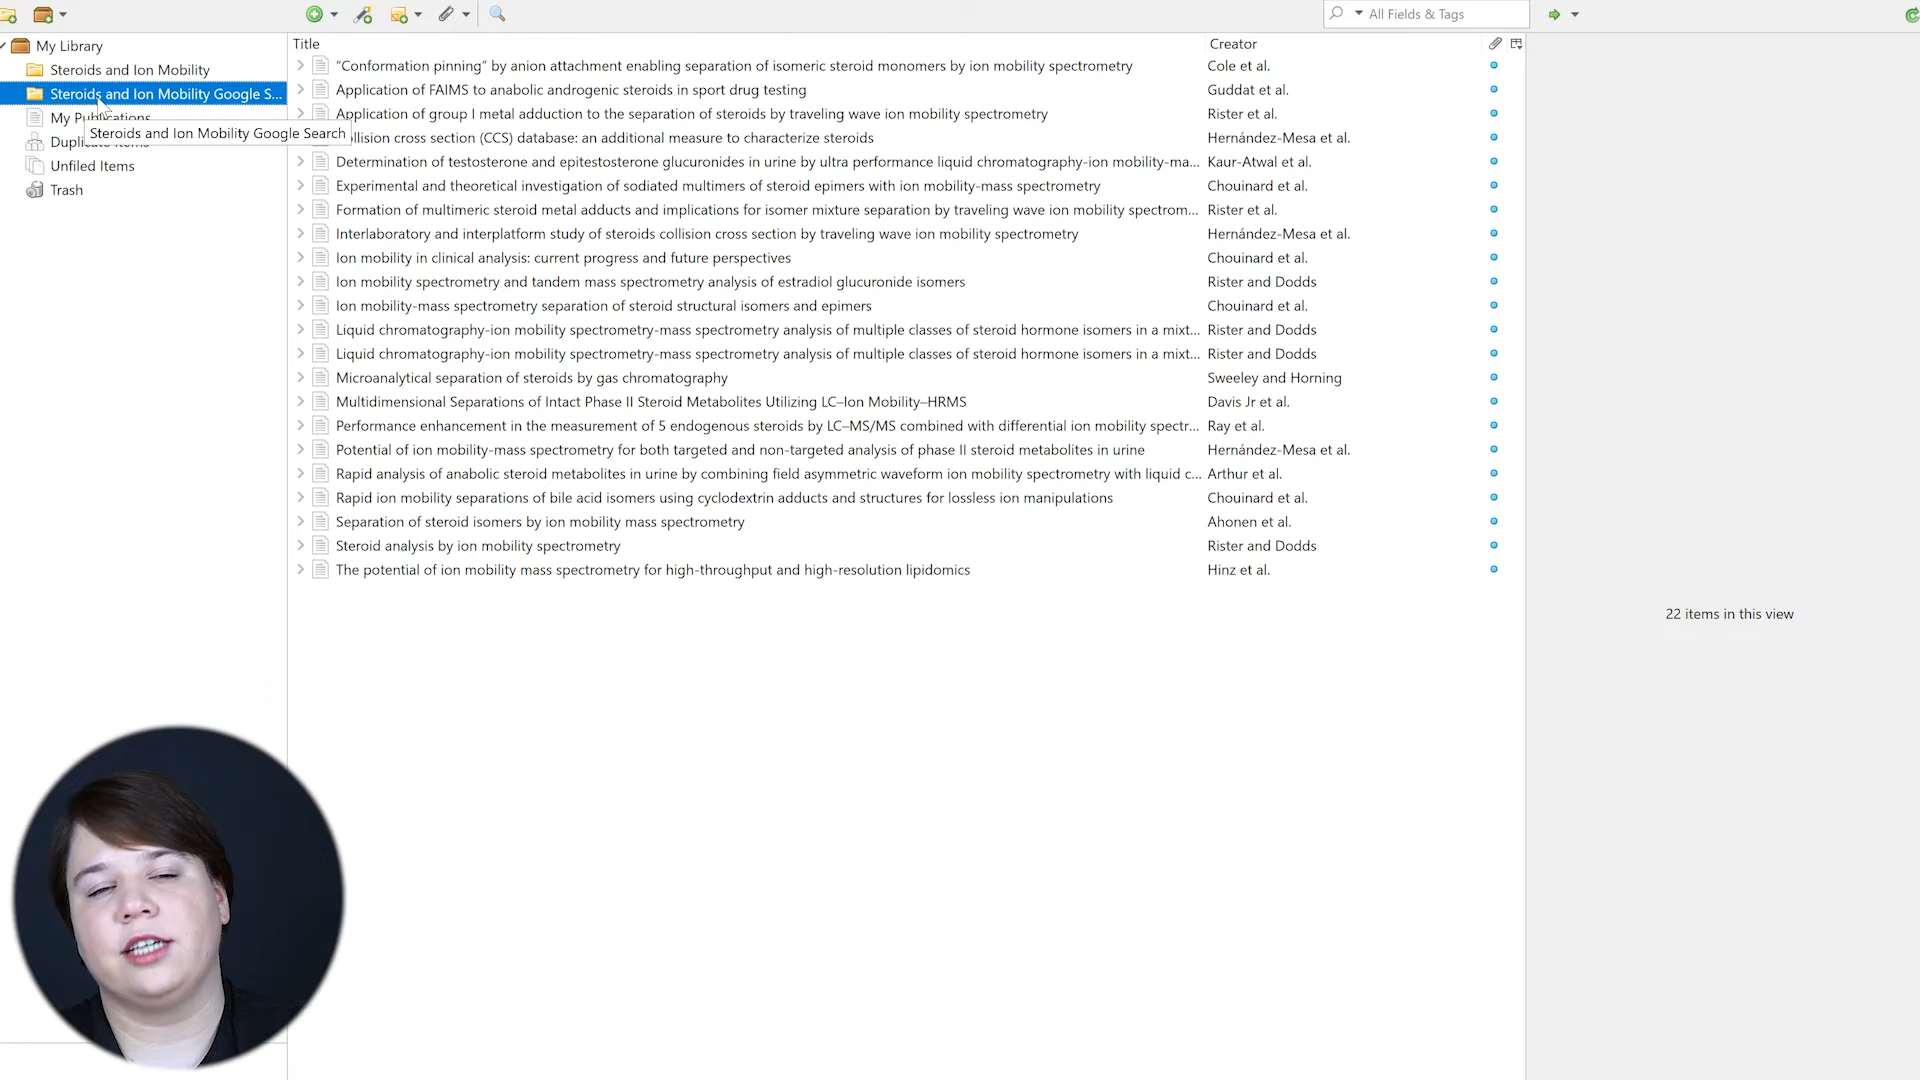 All Fields & Tags
My Library
Steroids and Ion Mobility
Steroids and Ion Mobility Google S...
My Publications
Steroids and Ion Mobility Google Search
Duplicate Items
Unfiled Items
Trash
Title Creator
“Conformation pinning” by anion attachment enabling separation of isomeric steroid monomers by ion mobility spectrometry Cole et al.
Application of FAIMS to anabolic androgenic steroids in sport drug testing Guddat et al.
Application of group I metal adduction to the separation of steroids by traveling wave ion mobility spectrometry Rister et al.
ollision cross section (CCS) database: an additional measure to characterize steroids Hernández-Mesa et al.
Determination of testosterone and epitestosterone glucuronides in urine by ultra performance liquid chromatography-ion mobility-ma... Kaur-Atwal et al.
Experimental and theoretical investigation of sodiated multimers of steroid epimers with ion mobility-mass spectrometry Chouinard et al.
Formation of multimeric steroid metal adducts and implications for isomer mixture separation by traveling wave ion mobility spectrom... Rister et al.
Interlaboratory and interplatform study of steroids collision cross section by traveling wave ion mobility spectrometry Hernández-Mesa et al.
Ion mobility in clinical analysis: current progress and future perspectives Chouinard et al.
Ion mobility spectrometry and tandem mass spectrometry analysis of estradiol glucuronide isomers Rister and Dodds
Ion mobility-mass spectrometry separation of steroid structural isomers and epimers Chouinard et al.
Liquid chromatography-ion mobility spectrometry-mass spectrometry analysis of multiple classes of steroid hormone isomers in a mixt... Rister and Dodds
Liquid chromatography-ion mobility spectrometry-mass spectrometry analysis of multiple classes of steroid hormone isomers in a mixt... Rister and Dodds
Microanalytical separation of steroids by gas chromatography Sweeley and Horning
Multidimensional Separations of Intact Phase II Steroid Metabolites Utilizing LC–Ion Mobility–HRMS Davis Jr et al.
Performance enhancement in the measurement of 5 endogenous steroids by LC–MS/MS combined with differential ion mobility spectr... Ray et al.
Potential of ion mobility-mass spectrometry for both targeted and non-targeted analysis of phase II steroid metabolites in urine Hernández-Mesa et al.
Rapid analysis of anabolic steroid metabolites in urine by combining field asymmetric waveform ion mobility spectrometry with liquid c... Arthur et al.
Rapid ion mobility separations of bile acid isomers using cyclodextrin adducts and structures for lossless ion manipulations Chouinard et al.
Separation of steroid isomers by ion mobility mass spectrometry Ahonen et al.
Steroid analysis by ion mobility spectrometry Rister and Dodds
The potential of ion mobility mass spectrometry for high-throughput and high-resolution lipidomics Hinz et al.
22 items in this view